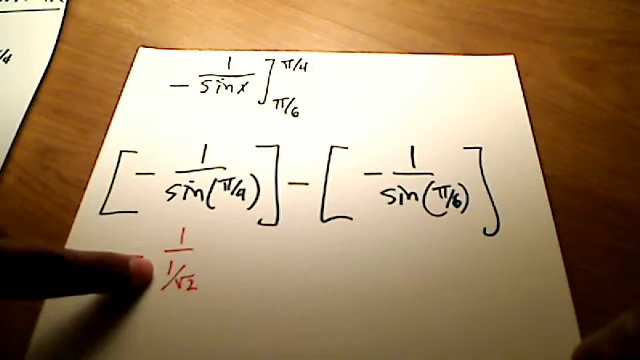 - 1/sin x ]π/4 π/6
[ - 1/sin(π/4) ] - [ - 1/sin(π/6) ]
- 1/(1/√2)